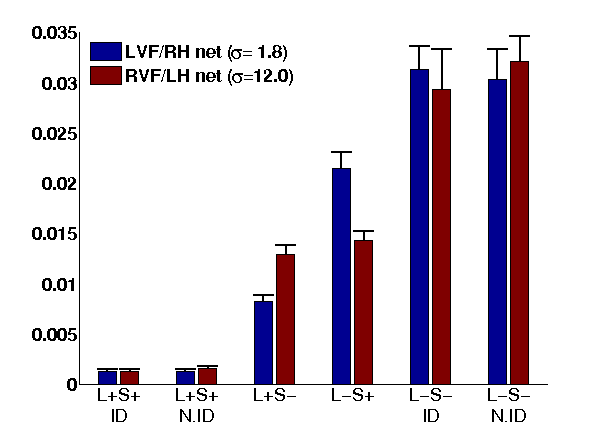 0.035
0.03
0.025
0.02
0.015
0.01
0.005
0
LVF/RH net (σ= 1.8)
RVF/LH net (σ=12.0)
L+S+ L+S+ L+S− L−S+ L−S− L−S−
ID N.ID ID N.ID